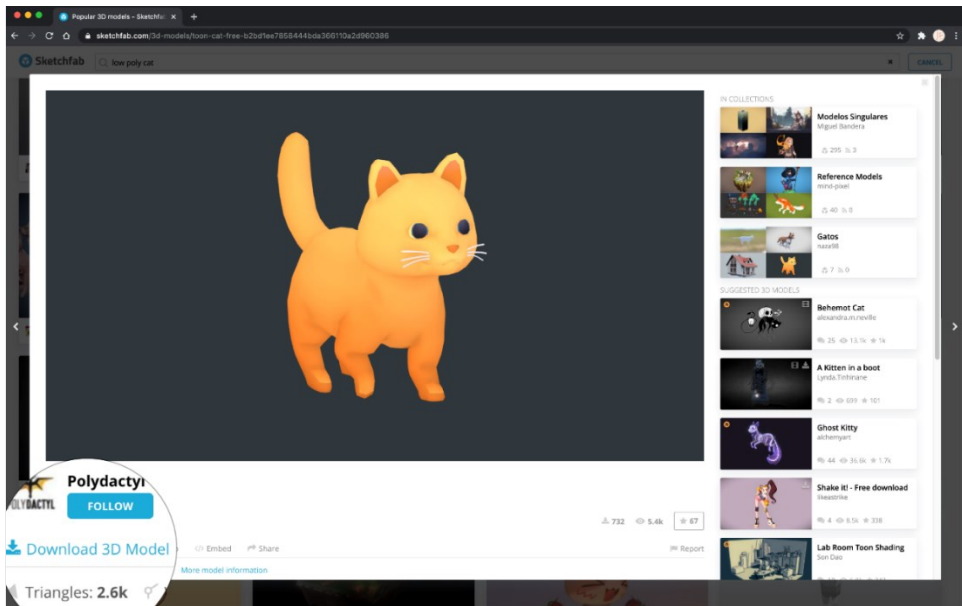 Popular 3D models – Sketchfab
sketchfab.com/3d-models/toon-cat-free-b2bd1ee7858444bda366110a2d960386
Sketchfab
low poly cat
CANCEL
IN COLLECTIONS
Modelos Singulares
Miguel Bandera
295 3
Reference Models
mind-pixel
40 0
Gatos
7 0
SUGGESTED 3D MODELS
Behemot Cat
alexandra.m.neville
25 13.1k 1k
A Kitten in a boot
Lynda.Tinhinane
2 699 101
Ghost Kitty
alchemyart
44 36.6k 1.7k
Shake it! - Free download
likeastrike
4 6.5k 338
Lab Room Toon Shading
Son Dao
Polydactyl
POLYDACTYL
FOLLOW
732 5.4k 67
Download 3D Model
Embed Share
Report
More model information
Triangles: 2.6k